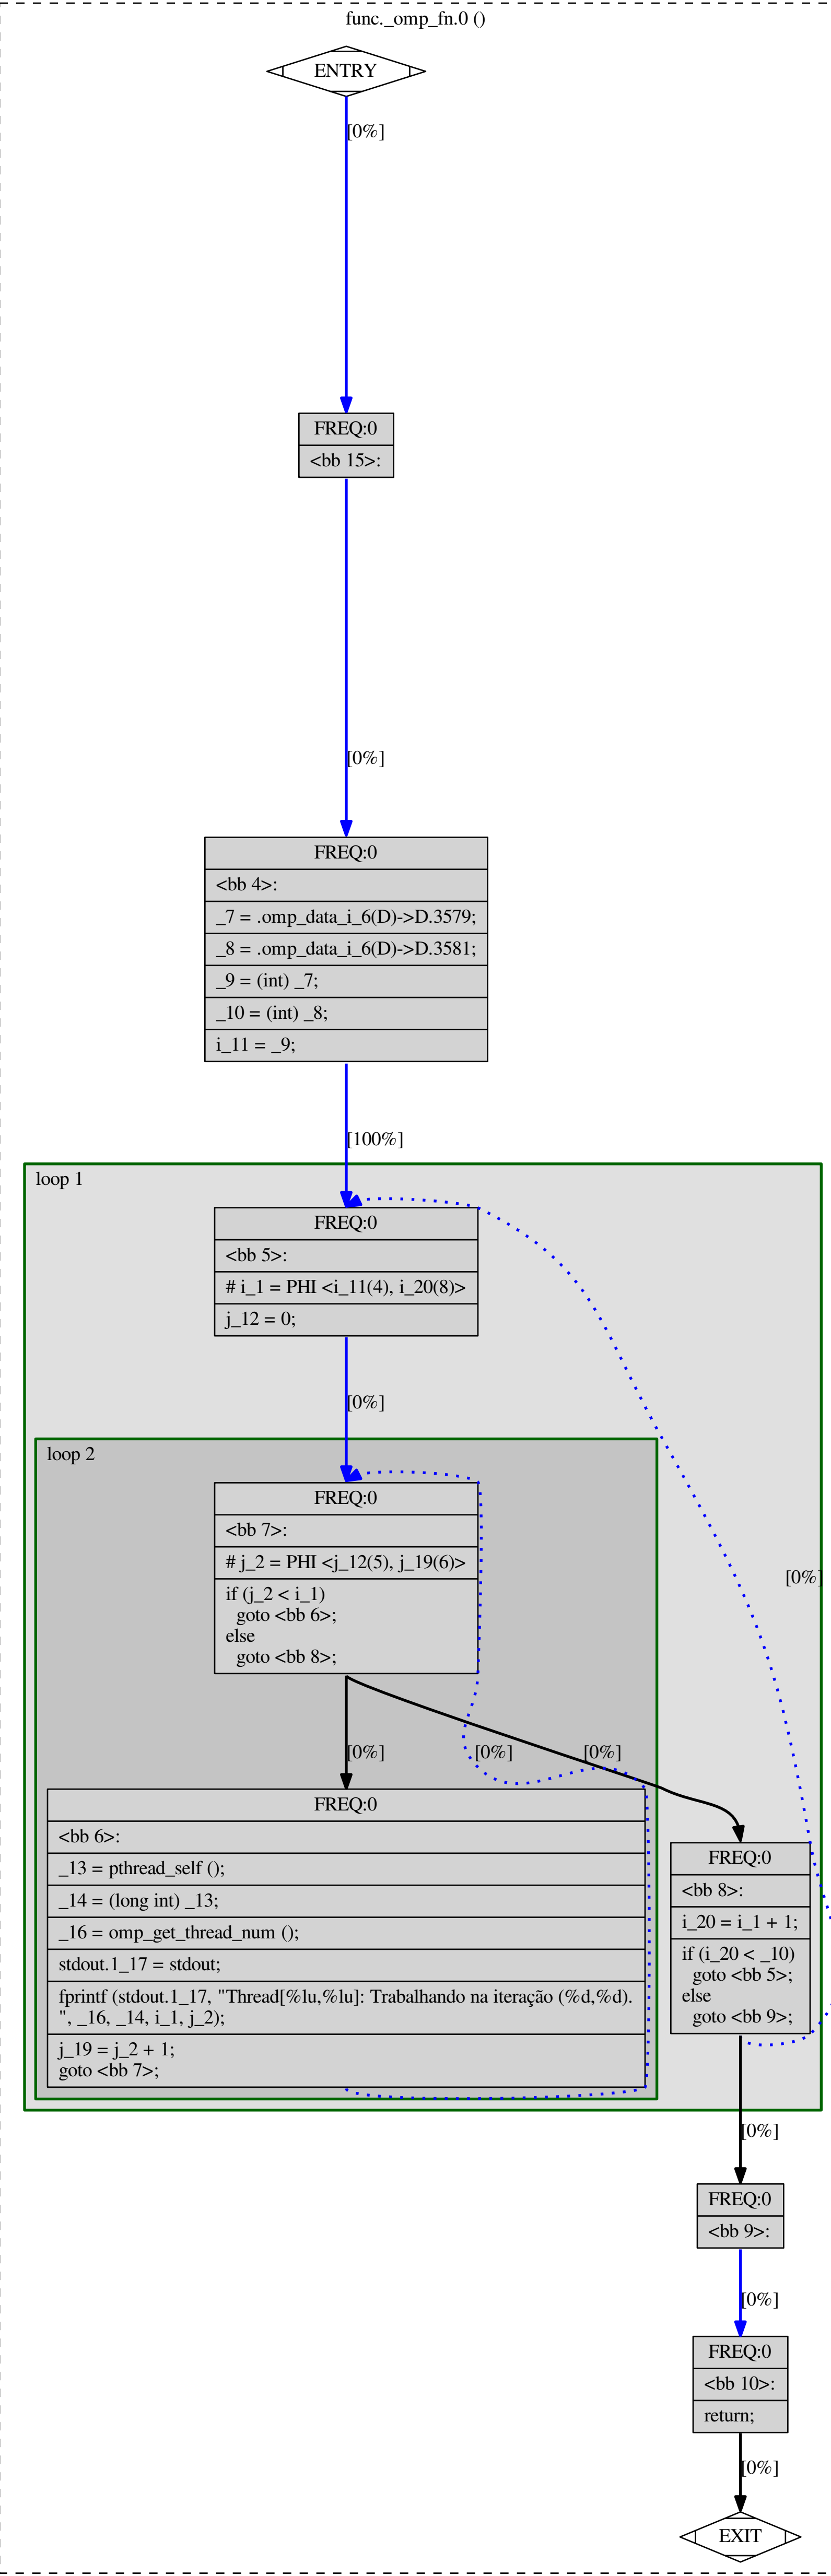 func._omp_fn.0 ()
ENTRY
[0%]
FREQ:0
<bb 15>:
[0%]
FREQ:0
<bb 4>:
_7 = .omp_data_i_6(D)->D.3579;
_8 = .omp_data_i_6(D)->D.3581;
_9 = (int) _7;
_10 = (int) _8;
i_11 = _9;
[100%]
loop 1
FREQ:0
<bb 5>:
# i_1 = PHI <i_11(4), i_20(8)>
j_12 = 0;
[0%]
loop 2
FREQ:0
<bb 7>:
# j_2 = PHI <j_12(5), j_19(6)>
if (j_2 < i_1)
goto <bb 6>;
else
goto <bb 8>;
[0%]
[0%]
[0%]
[0%]
FREQ:0
<bb 6>:
_13 = pthread_self ();
_14 = (long int) _13;
_16 = omp_get_thread_num ();
stdout.1_17 = stdout;
fprintf (stdout.1_17, "Thread[%lu,%lu]: Trabalhando na iteração (%d,%d).
", _16, _14, i_1, j_2);
j_19 = j_2 + 1;
goto <bb 7>;
FREQ:0
<bb 8>:
i_20 = i_1 + 1;
if (i_20 < _10)
goto <bb 5>;
else
goto <bb 9>;
[0%]
FREQ:0
<bb 9>:
[0%]
FREQ:0
<bb 10>:
return;
[0%]
EXIT